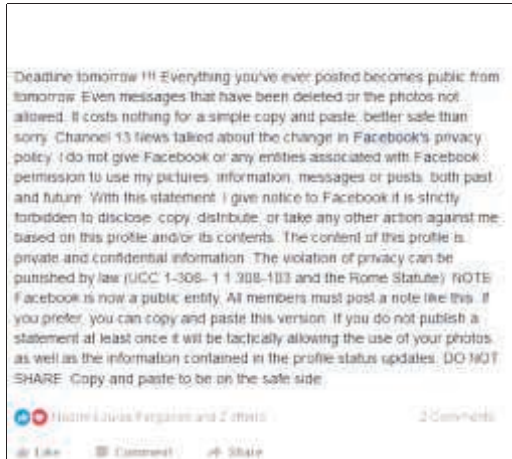 Deadline tomorrow !!! Everything you've ever posted becomes public from
tomorrow. Even messages that have been deleted or the photos not
allowed. It costs nothing for a simple copy and paste, better safe than
sorry. Channel 13 News talked about the change in Facebook's privacy
policy. I do not give Facebook or any entities associated with Facebook
permission to use my pictures, information, messages or posts, both past
and future. With this statement, I give notice to Facebook it is strictly
forbidden to disclose, copy, distribute, or take any other action against me
based on this profile and/or its contents. The content of this profile is
private and confidential information. The violation of privacy can be
punished by law (UCC 1-308- 1 1 308-103 and the Rome Statute). NOTE:
Facebook is now a public entity. All members must post a note like this. If
you prefer, you can copy and paste this version. If you do not publish a
statement at least once it will be tactically allowing the use of your photos,
as well as the information contained in the profile status updates. DO NOT
SHARE. Copy and paste to be on the safe side.
and 2 others 2 Comments
Like Comment Share